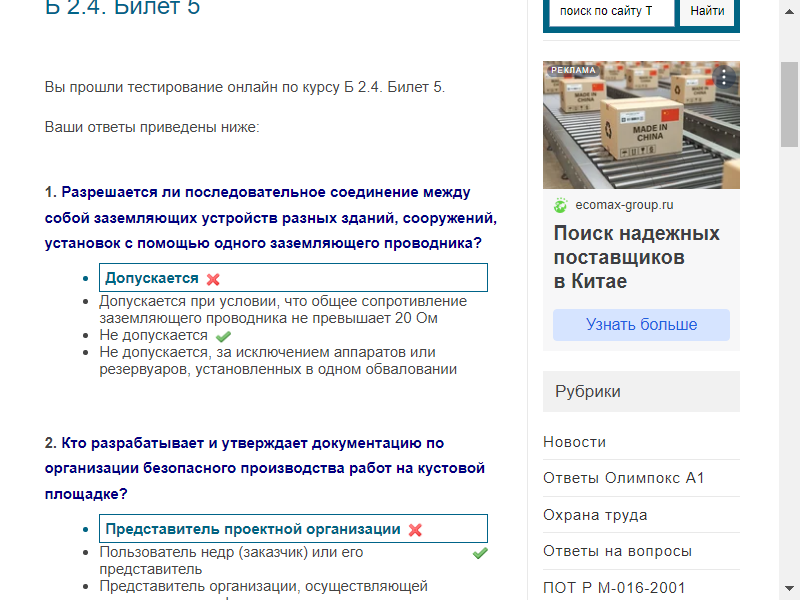 Б 2.4. Билет 5
Вы прошли тестирование онлайн по курсу Б 2.4. Билет 5.
Ваши ответы приведены ниже:
1. Разрешается ли последовательное соединение между
собой заземляющих устройств разных зданий, сооружений,
установок с помощью одного заземляющего проводника?
Допускается
Допускается при условии, что общее сопротивление
заземляющего проводника не превышает 20 Ом
Не допускается
Не допускается, за исключением аппаратов или
резервуаров, установленных в одном обваловании
2. Кто разрабатывает и утверждает документацию по
организации безопасного производства работ на кустовой
площадке?
Представитель проектной организации
Пользователь недр (заказчик) или его
представитель
Представитель организации, осуществляющей
поиск по сайту Т
Найти
РЕКЛАМА
MADE IN
CHINA
ecomax-group.ru
Поиск надежных
поставщиков
в Китае
Узнать больше
Рубрики
Новости
Ответы Олимпокс А1
Охрана труда
Ответы на вопросы
ПОТ Р М-016-2001